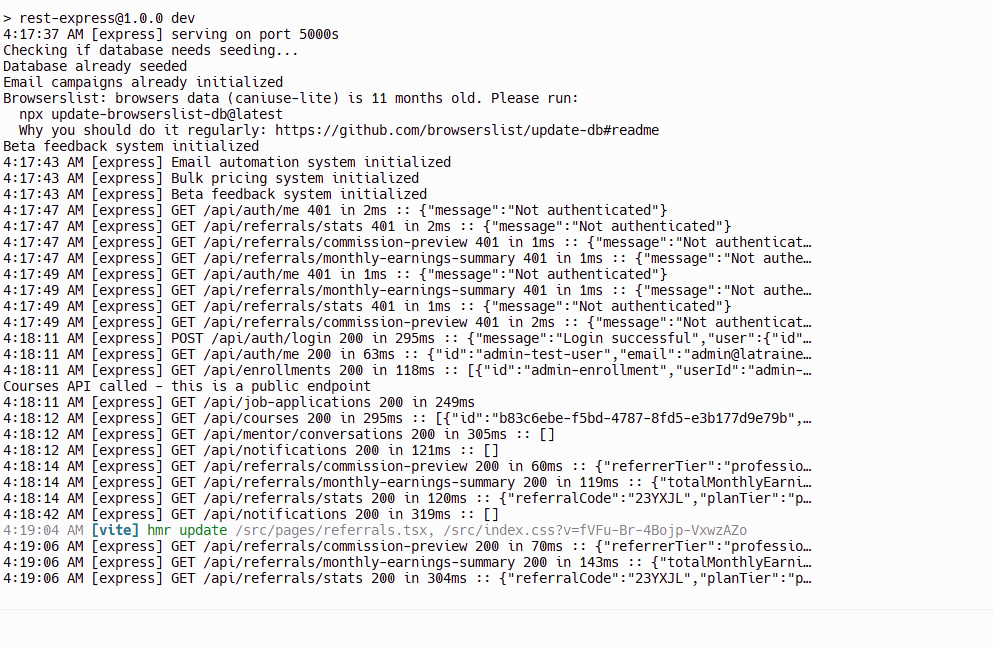 > rest-express@1.0.0 dev
4:17:37 AM [express] serving on port 5000s
Checking if database needs seeding...
Database already seeded
Email campaigns already initialized
Browserslist: browsers data (caniuse-lite) is 11 months old. Please run:
  npx update-browserslist-db@latest
  Why you should do it regularly: https://github.com/browserslist/update-db#readme
Beta feedback system initialized
4:17:43 AM [express] Email automation system initialized
4:17:43 AM [express] Bulk pricing system initialized
4:17:43 AM [express] Beta feedback system initialized
4:17:47 AM [express] GET /api/auth/me 401 in 2ms :: {"message":"Not authenticated"}
4:17:47 AM [express] GET /api/referrals/stats 401 in 2ms :: {"message":"Not authenticated"}
4:17:47 AM [express] GET /api/referrals/commission-preview 401 in 1ms :: {"message":"Not authenticat…
4:17:47 AM [express] GET /api/referrals/monthly-earnings-summary 401 in 1ms :: {"message":"Not authe…
4:17:49 AM [express] GET /api/auth/me 401 in 1ms :: {"message":"Not authenticated"}
4:17:49 AM [express] GET /api/referrals/monthly-earnings-summary 401 in 1ms :: {"message":"Not authe…
4:17:49 AM [express] GET /api/referrals/stats 401 in 1ms :: {"message":"Not authenticated"}
4:17:49 AM [express] GET /api/referrals/commission-preview 401 in 2ms :: {"message":"Not authenticat…
4:18:11 AM [express] POST /api/auth/login 200 in 295ms :: {"message":"Login successful","user":{"id"…
4:18:11 AM [express] GET /api/auth/me 200 in 63ms :: {"id":"admin-test-user","email":"admin@latraine…
4:18:11 AM [express] GET /api/enrollments 200 in 118ms :: [{"id":"admin-enrollment","userId":"admin-…
Courses API called - this is a public endpoint
4:18:11 AM [express] GET /api/job-applications 200 in 249ms
4:18:12 AM [express] GET /api/courses 200 in 295ms :: [{"id":"b83c6ebe-f5bd-4787-8fd5-e3b177d9e79b",…
4:18:12 AM [express] GET /api/mentor/conversations 200 in 305ms :: []
4:18:12 AM [express] GET /api/notifications 200 in 121ms :: []
4:18:14 AM [express] GET /api/referrals/commission-preview 200 in 60ms :: {"referrerTier":"professio…
4:18:14 AM [express] GET /api/referrals/monthly-earnings-summary 200 in 119ms :: {"totalMonthlyEarni…
4:18:14 AM [express] GET /api/referrals/stats 200 in 120ms :: {"referralCode":"23YXJL","planTier":"p…
4:18:42 AM [express] GET /api/notifications 200 in 319ms :: []
4:19:04 AM [vite] hmr update /src/pages/referrals.tsx, /src/index.css?v=fVFu-Br-4Bojp-VxwzAZo
4:19:06 AM [express] GET /api/referrals/commission-preview 200 in 70ms :: {"referrerTier":"professio…
4:19:06 AM [express] GET /api/referrals/monthly-earnings-summary 200 in 143ms :: {"totalMonthlyEarni…
4:19:06 AM [express] GET /api/referrals/stats 200 in 304ms :: {"referralCode":"23YXJL","planTier":"p…